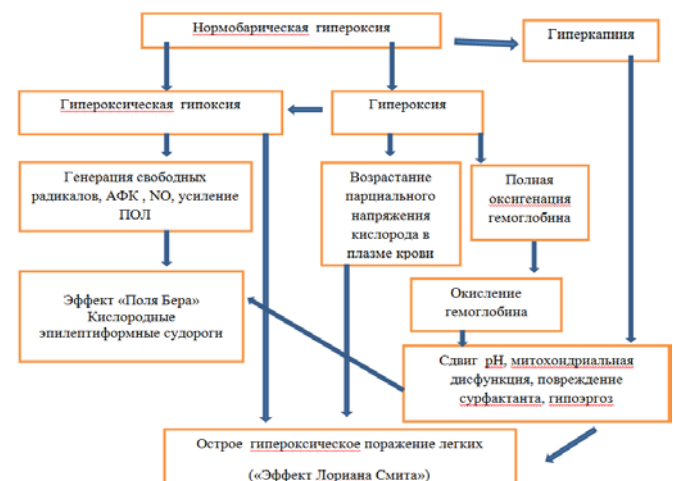 Нормобарическая гипероксия
Гиперкапния
Гипероксическая гипоксия
Гипероксия
Генерация свободных
радикалов, АФК , NO, усиление
ПОЛ
Возрастание
парциального
напряжения
кислорода в
плазме крови
Полная
оксигенация
гемоглобина
Эффект «Поля Бера»
Кислородные
эпилептиформные судороги
Окисление
гемоглобина
Сдвиг pH, митохондриальная
дисфункция, повреждение
сурфактанта, гипоэргоз
Острое гипероксическое поражение легких
(«Эффект Лориана Смита»)